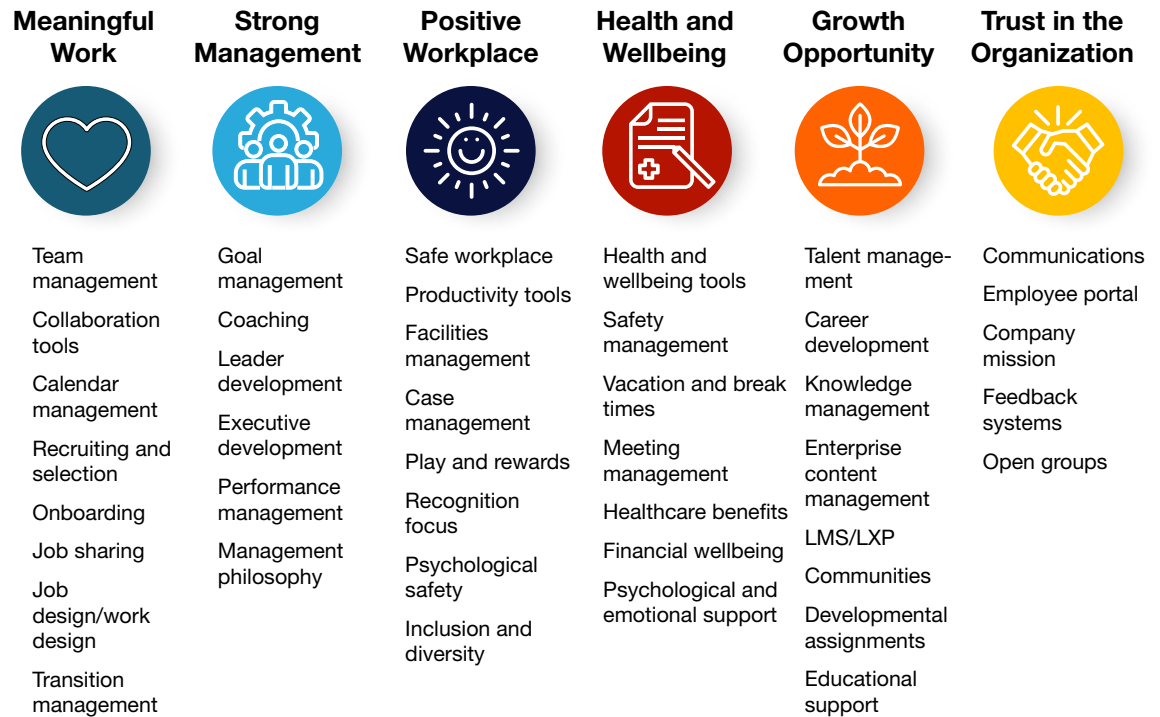 Meaningful
Work
Team
management
Collaboration
tools
Calendar
management
Recruiting and
selection
Onboarding
Job sharing
Job
design/work
design
Transition
management
Strong
Management
Goal
management
Coaching
Leader
development
Executive
development
Performance
management
Management
philosophy
Positive
Workplace
Safe workplace
Productivity tools
Facilities
management
Case
management
Play and rewards
Recognition
focus
Psychological
safety
Inclusion and
diversity
Health and
Wellbeing
Health and
wellbeing tools
Safety
management
Vacation and break
times
Meeting
management
Healthcare benefits
Financial wellbeing
Psychological and
emotional support
Growth
Opportunity
Talent manage-
ment
Career
development
Knowledge
management
Enterprise
content
management
LMS/LXP
Communities
Developmental
assignments
Educational
support
Trust in the
Organization
Communications
Employee portal
Company
mission
Feedback
systems
Open groups